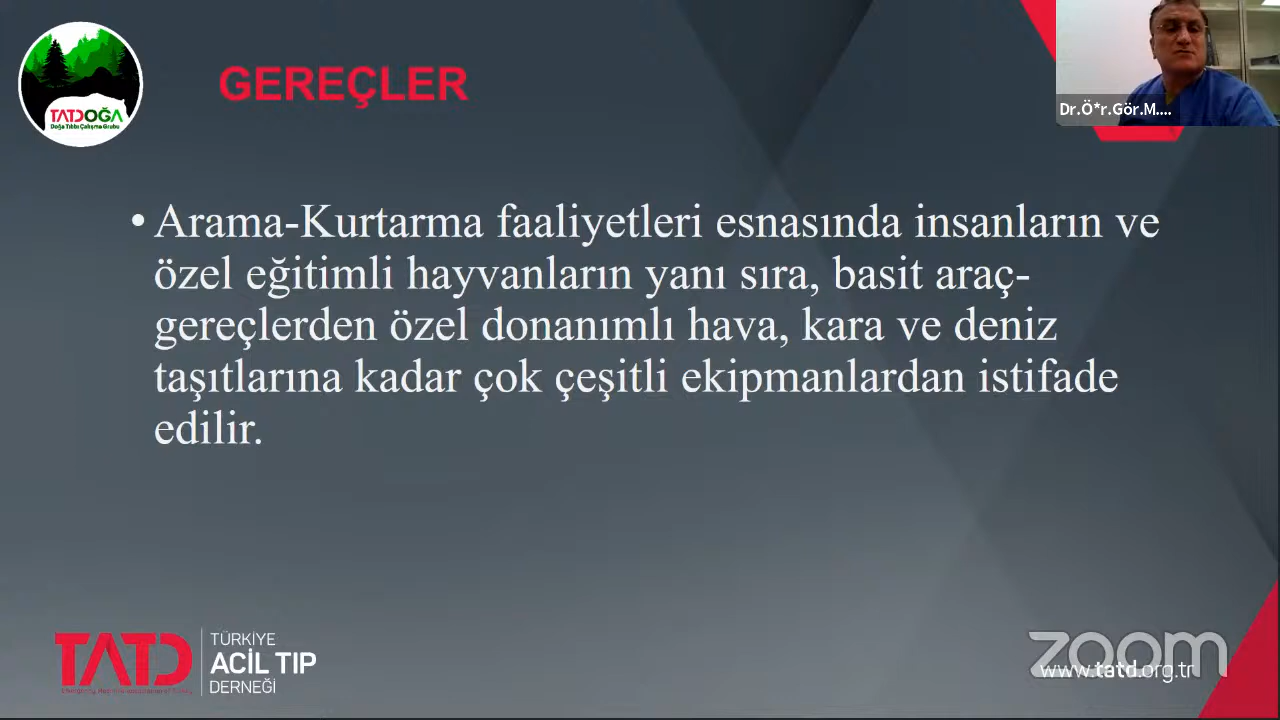 TATDOĞA
Doğa Tıbbı Çalışma Grubu
GEREÇLER
Dr.Ö*r.Gör.M....
• Arama-Kurtarma faaliyetleri esnasında insanların ve
özel eğitimli hayvanların yanı sıra, basit araç-
gereçlerden özel donanımlı hava, kara ve deniz
taşıtlarına kadar çok çeşitli ekipmanlardan istifade
edilir.
TATD
TÜRKİYE
ACİL TIP
DERNEĞİ
zoom
www.tatd.org.tr